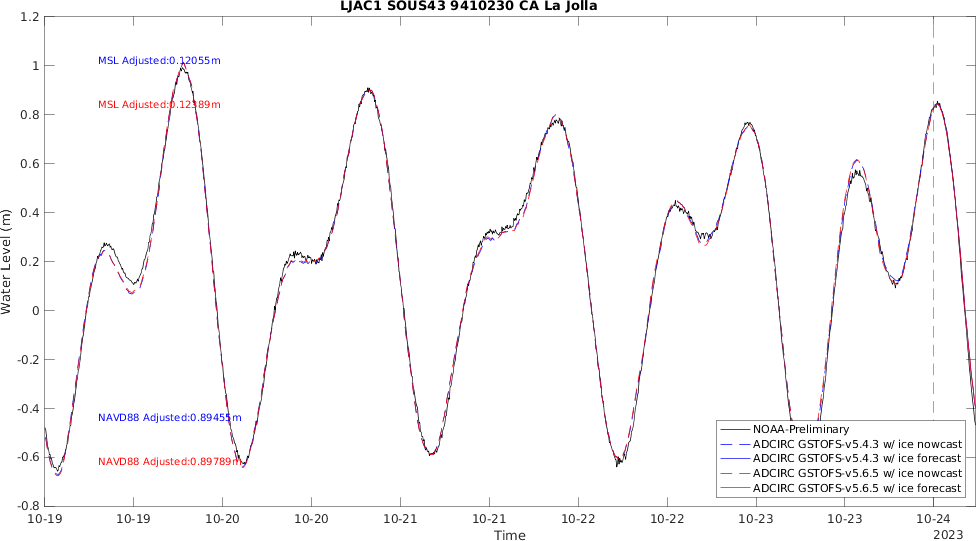 LJAC1 SOUS43 9410230 CA La Jolla
1.2
1
0.8
0.6
0.4
0.2
0
-0.2
-0.4
-0.6
-0.8
Water Level (m)
MSL Adjusted:0.12055m
MSL Adjusted:0.12389m
NAVD88 Adjusted:0.89455m
NAVD88 Adjusted:0.89789m
NOAA-Preliminary
ADCIRC GSTOFS-v5.4.3 w/ ice nowcast
ADCIRC GSTOFS-v5.4.3 w/ ice forecast
ADCIRC GSTOFS-v5.6.5 w/ ice nowcast
ADCIRC GSTOFS-v5.6.5 w/ ice forecast
10-19 10-19 10-20 10-20 10-21 10-21 10-22 10-22 10-23 10-23 10-24
Time
2023